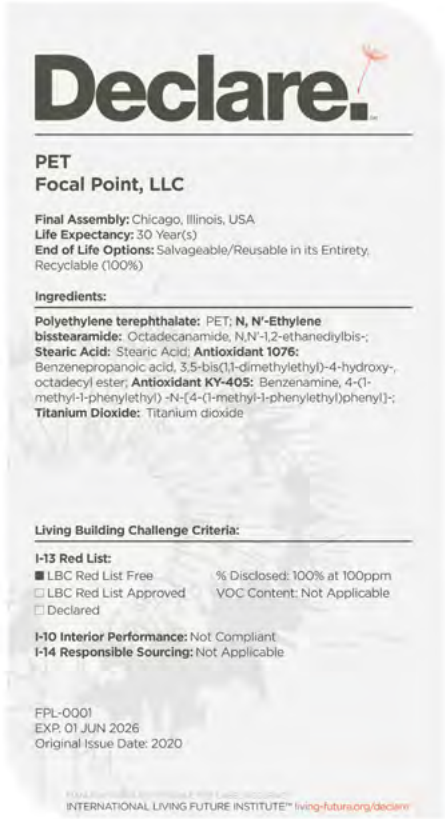 Declare.
PET
Focal Point, LLC
Final Assembly: Chicago, Illinois, USA
Life Expectancy: 30 Year(s)
End of Life Options: Salvageable/Reusable in its Entirety,
Recyclable (100%)
Ingredients:
Polyethylene terephthalate: PET; N, N'-Ethylene
bisstearamide: Octadecanamide, N,N'-1,2-ethanediylbis-;
Stearic Acid: Stearic Acid; Antioxidant 1076:
Benzenepropanoic acid, 3,5-bis(1,1-dimethylethyl)-4-hydroxy-,
octadecyl ester; Antioxidant KY-405: Benzenamine, 4-(1-
methyl-1-phenylethyl) -N-[4-(1-methyl-1-phenylethyl)phenyl]-;
Titanium Dioxide: Titanium dioxide
Living Building Challenge Criteria:
I-13 Red List:
■ LBC Red List Free % Disclosed: 100% at 100ppm
□ LBC Red List Approved VOC Content: Not Applicable
□ Declared
I-10 Interior Performance: Not Compliant
I-14 Responsible Sourcing: Not Applicable
FPL-0001
EXP. 01 JUN 2026
Original Issue Date: 2020
INTERNATIONAL LIVING FUTURE INSTITUTE™ living-future.org/declare